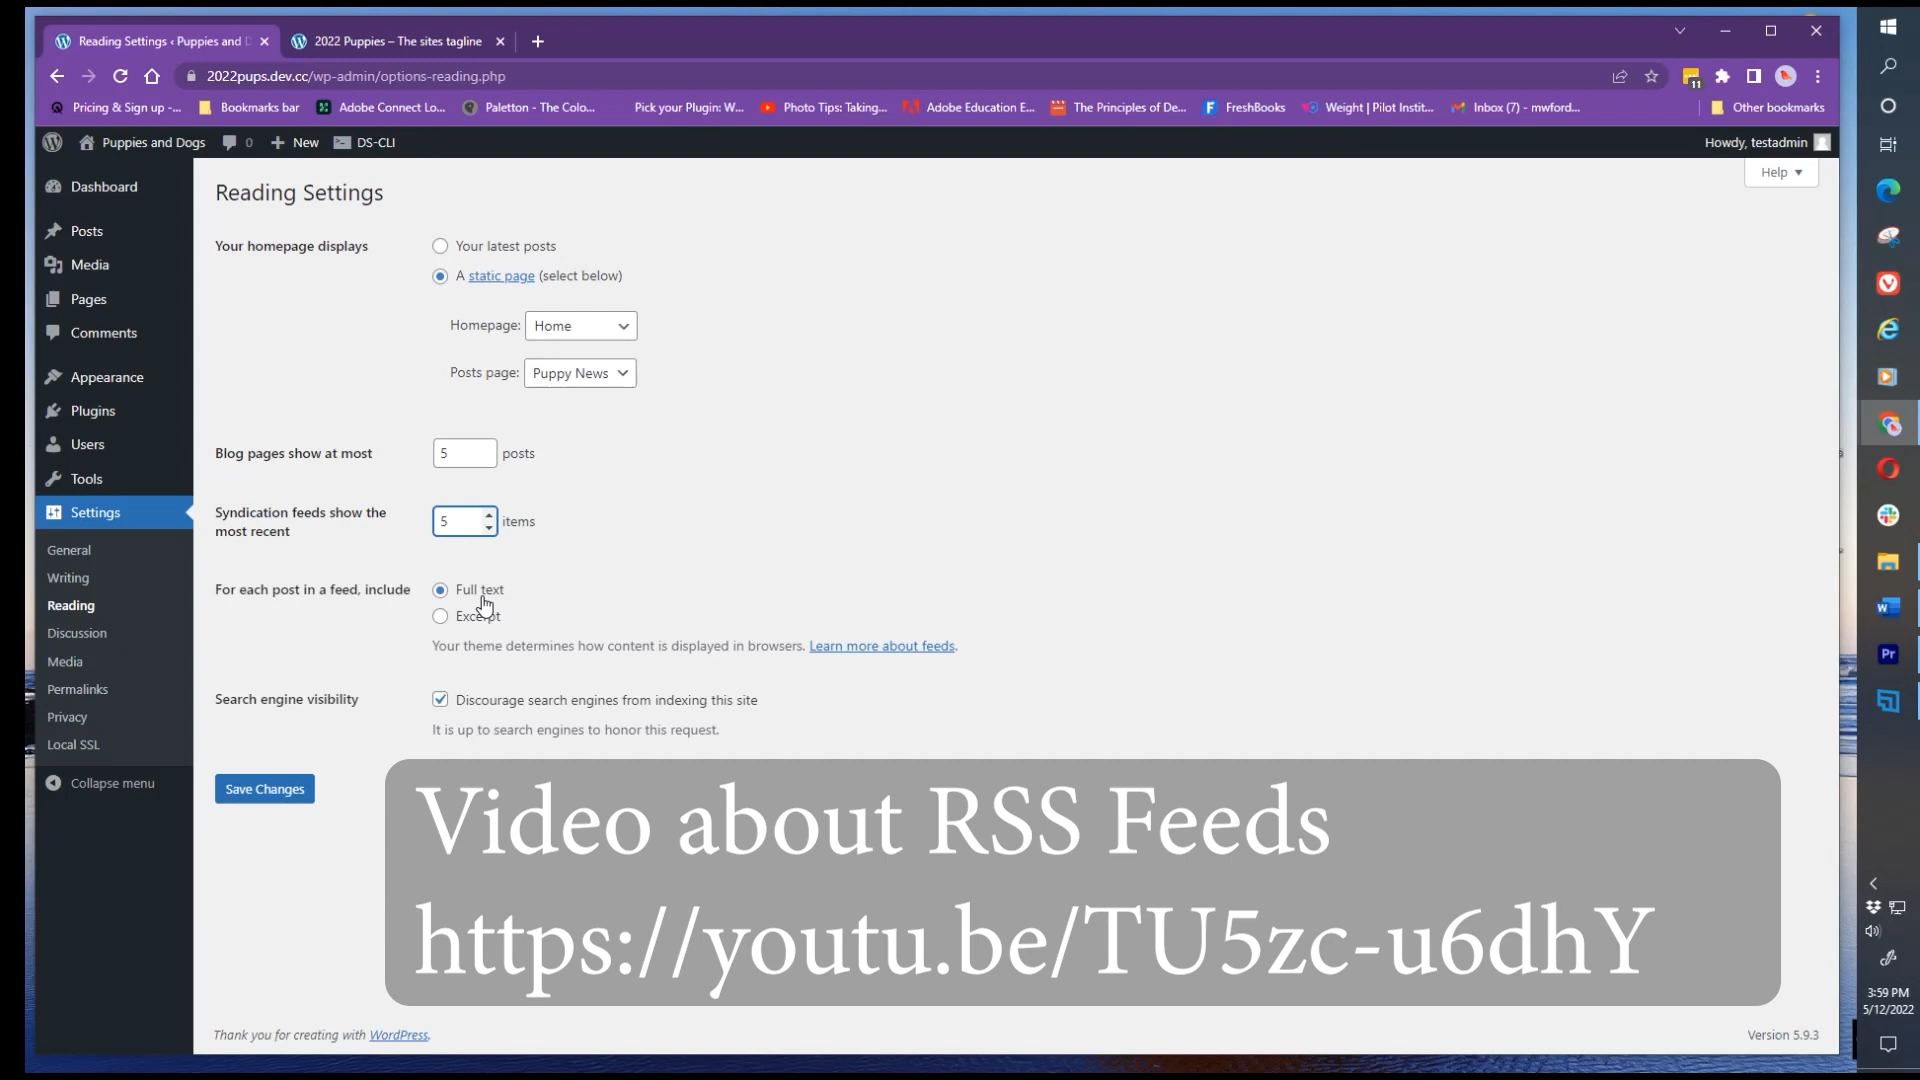 Reading Settings ‹ Puppies and D
2022 Puppies – The sites tagline
2022pups.dev.cc/wp-admin/options-reading.php
11
Pricing & Sign up -...
Bookmarks bar
Adobe Connect Lo...
Paletton - The Colo...
Pick your Plugin: W...
Photo Tips: Taking...
Adobe Education E...
The Principles of De...
FreshBooks
Weight | Pilot Instit...
Inbox (7) - mwford...
Other bookmarks
Puppies and Dogs
0
New
DS-CLI
Howdy, testadmin
Help
Dashboard
Posts
Media
Pages
Comments
Appearance
Plugins
Users
Tools
Settings
General
Writing
Reading
Discussion
Media
Permalinks
Privacy
Local SSL
Collapse menu
Reading Settings
Your homepage displays
Your latest posts
A static page (select below)
Homepage: Home
Posts page: Puppy News
Blog pages show at most
5 posts
Syndication feeds show the
most recent
5 items
For each post in a feed, include
Full text
Excerpt
Your theme determines how content is displayed in browsers. Learn more about feeds.
Search engine visibility
Discourage search engines from indexing this site
It is up to search engines to honor this request.
Save Changes
Video about RSS Feeds
https://youtu.be/TU5zc-u6dhY
Thank you for creating with WordPress.
Version 5.9.3
Pr
3:59 PM
5/12/2022